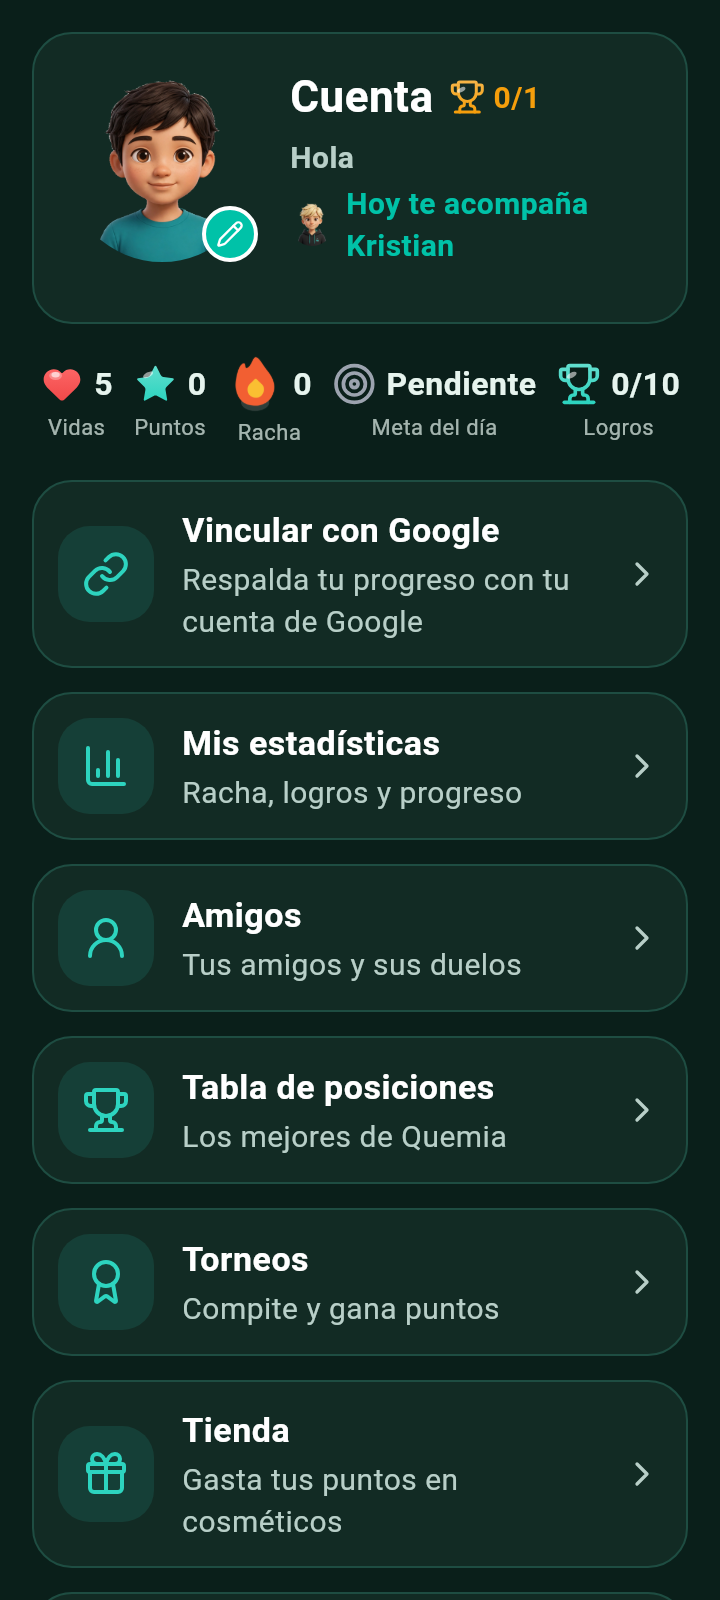 Cuenta 0/1
Hola
Hoy te acompaña
Kristian
5 0 0 Pendiente 0/10
Vidas Puntos Racha Meta del día Logros
Vincular con Google
Respalda tu progreso con tu
cuenta de Google
Mis estadísticas
Racha, logros y progreso
Amigos
Tus amigos y sus duelos
Tabla de posiciones
Los mejores de Quemia
Torneos
Compite y gana puntos
Tienda
Gasta tus puntos en
cosméticos